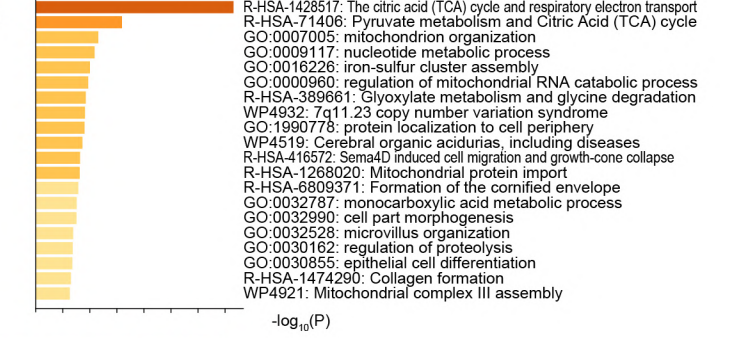 R-HSA-1428517: The citric acid (TCA) cycle and respiratory electron transport
R-HSA-71406: Pyruvate metabolism and Citric Acid (TCA) cycle
GO:0007005: mitochondrion organization
GO:0009117: nucleotide metabolic process
GO:0016226: iron-sulfur cluster assembly
GO:0000960: regulation of mitochondrial RNA catabolic process
R-HSA-389661: Glyoxylate metabolism and glycine degradation
WP4932: 7q11.23 copy number variation syndrome
GO:1990778: protein localization to cell periphery
WP4519: Cerebral organic acidurias, including diseases
R-HSA-416572: Sema4D induced cell migration and growth-cone collapse
R-HSA-1268020: Mitochondrial protein import
R-HSA-6809371: Formation of the cornified envelope
GO:0032787: monocarboxylic acid metabolic process
GO:0032990: cell part morphogenesis
GO:0032528: microvillus organization
GO:0030162: regulation of proteolysis
GO:0030855: epithelial cell differentiation
R-HSA-1474290: Collagen formation
WP4921: Mitochondrial complex III assembly
-log10(P)